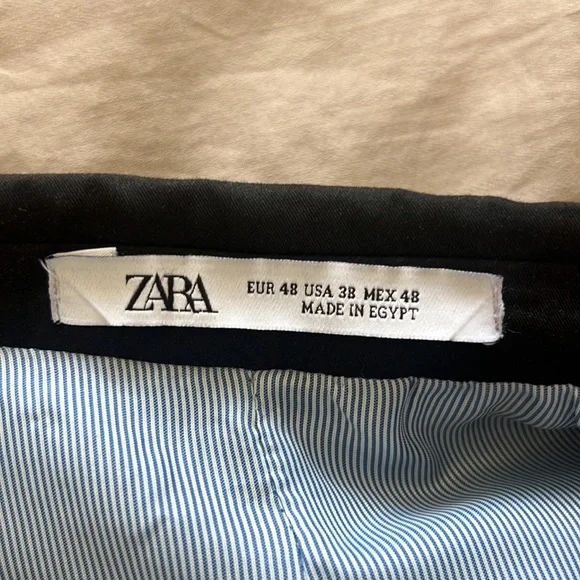 ZARA
EUR 48 USA 38 MEX 48
MADE IN EGYPT